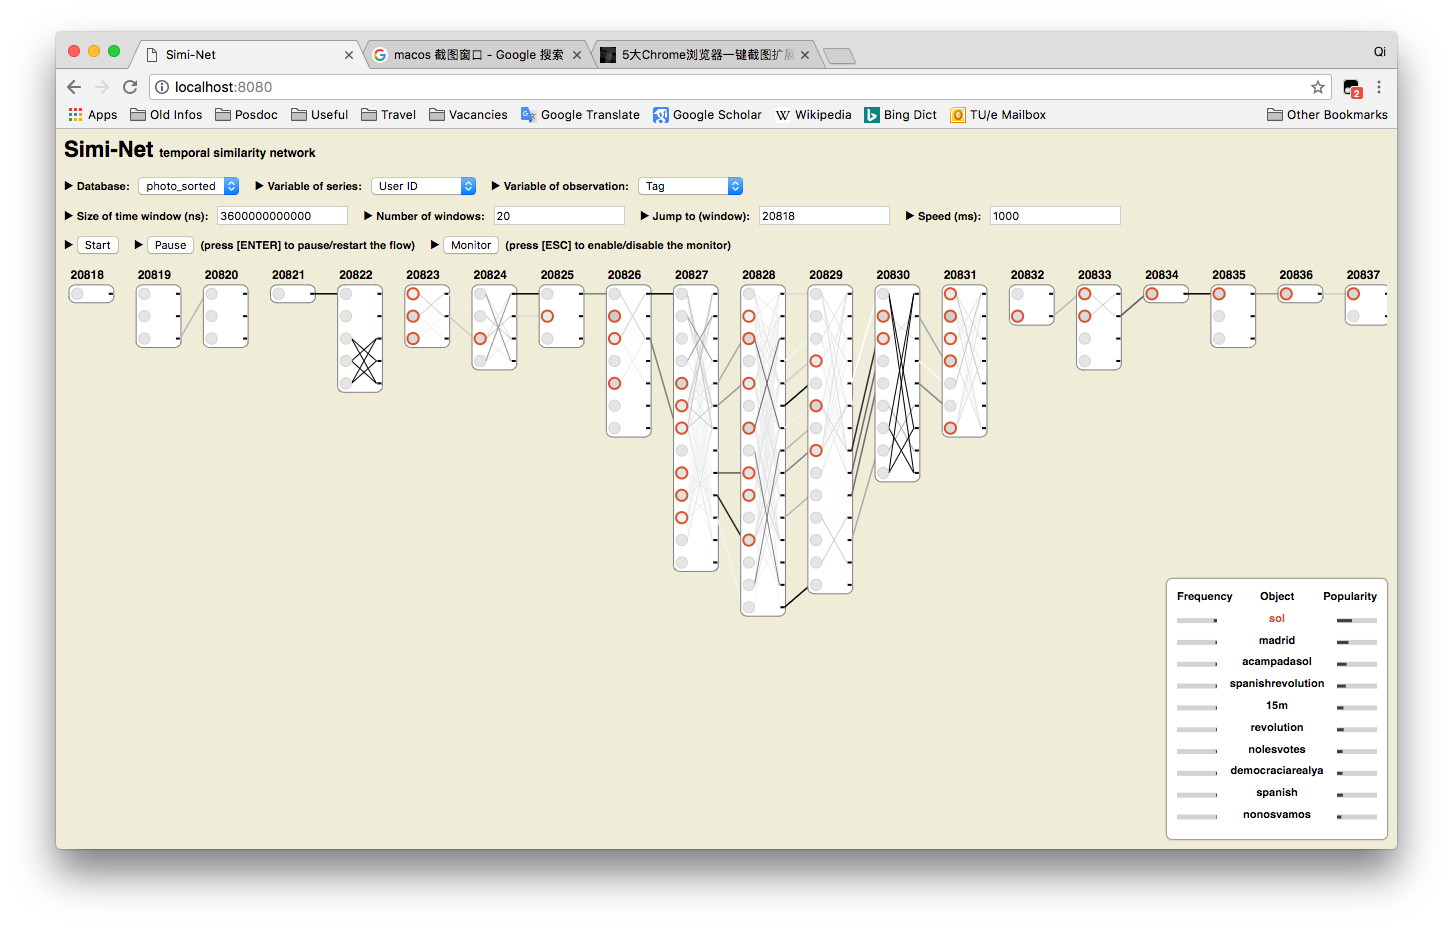 Simi-Net
macos 截图窗口 - Google 搜索
5大Chrome浏览器一键截图扩展
Qi
localhost:8080
2
Apps Old Infos Posdoc Useful Travel Vacancies Google Translate Google Scholar Wikipedia Bing Dict TU/e Mailbox Other Bookmarks
Simi-Net temporal similarity network
Database: photo_sorted Variable of series: User ID Variable of observation: Tag
Size of time window (ns): 3600000000000 Number of windows: 20 Jump to (window): 20818 Speed (ms): 1000
Start Pause (press [ENTER] to pause/restart the flow) Monitor (press [ESC] to enable/disable the monitor)
20818 20819 20820 20821 20822 20823 20824 20825 20826 20827 20828 20829 20830 20831 20832 20833 20834 20835 20836 20837
Frequency Object Popularity
sol
madrid
acampadasol
spanishrevolution
15m
revolution
nolesvotes
democraciarealya
spanish
nonosvamos